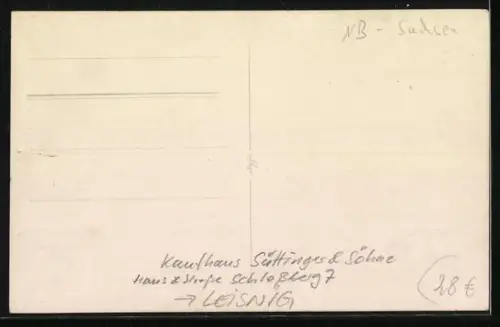 NB - Sachsen
Kaufhaus Süttinger & Söhne
Haus & Straße Schloßberg 7
→ LEISNIG
28 €